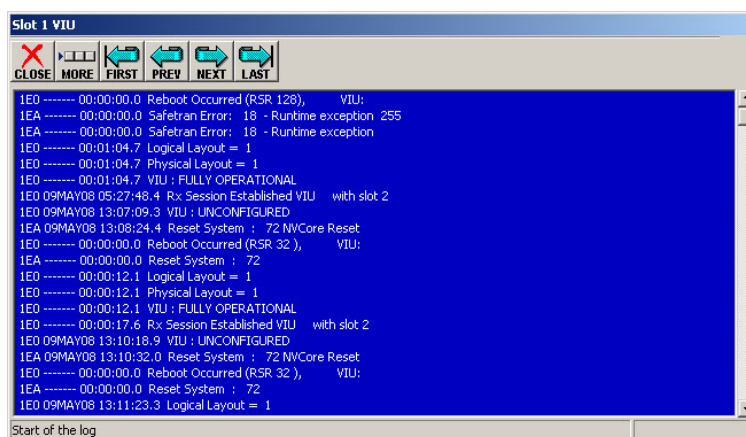 Slot 1 VIU
CLOSE MORE FIRST PREV NEXT LAST
1E0 ------- 00:00:00.0 Reboot Occurred (RSR 128), VIU:
1EA ------- 00:00:00.0 Safetran Error: 18 - Runtime exception 255
1EA ------- 00:00:00.0 Safetran Error: 18 - Runtime exception
1E0 ------- 00:01:04.7 Logical Layout = 1
1E0 ------- 00:01:04.7 Physical Layout = 1
1E0 ------- 00:01:04.7 VIU : FULLY OPERATIONAL
1E0 09MAY08 05:27:48.4 Rx Session Established VIU with slot 2
1E0 09MAY08 13:07:09.3 VIU : UNCONFIGURED
1EA 09MAY08 13:08:24.4 Reset System : 72 NVCore Reset
1E0 ------- 00:00:00.0 Reboot Occurred (RSR 32 ), VIU:
1EA ------- 00:00:00.0 Reset System : 72
1E0 ------- 00:00:12.1 Logical Layout = 1
1E0 ------- 00:00:12.1 Physical Layout = 1
1E0 ------- 00:00:12.1 VIU : FULLY OPERATIONAL
1E0 ------- 00:00:17.6 Rx Session Established VIU with slot 2
1E0 09MAY08 13:10:18.9 VIU : UNCONFIGURED
1EA 09MAY08 13:10:32.0 Reset System : 72 NVCore Reset
1E0 ------- 00:00:00.0 Reboot Occurred (RSR 32 ), VIU:
1EA ------- 00:00:00.0 Reset System : 72
1E0 09MAY08 13:11:23.3 Logical Layout = 1
Start of the log